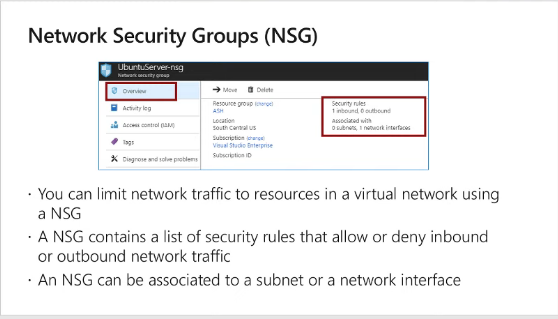 Network Security Groups (NSG)
UbuntuServer-nsg
Network security group
Overview
Activity log
Access control (IAM)
Tags
Diagnose and solve problems
Move Delete
Resource group (change)
ASH
Location
South Central US
Subscription (change)
Visual Studio Enterprise
Subscription ID
Security rules
1 inbound, 0 outbound
Associated with
0 subnets, 1 network interfaces
· You can limit network traffic to resources in a virtual network using
a NSG
· A NSG contains a list of security rules that allow or deny inbound
or outbound network traffic
· An NSG can be associated to a subnet or a network interface